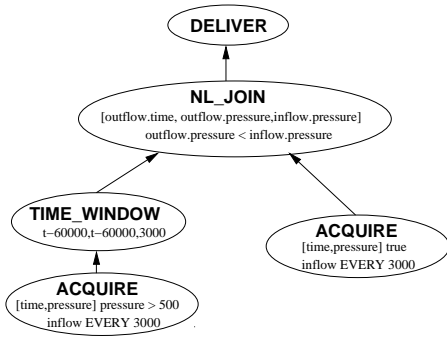 DELIVER
NL_JOIN
[outflow.time, outflow.pressure,inflow.pressure]
outflow.pressure < inflow.pressure
TIME_WINDOW
t−60000,t−60000,3000
ACQUIRE
[time,pressure] true
inflow EVERY 3000
ACQUIRE
[time,pressure] pressure > 500
inflow EVERY 3000